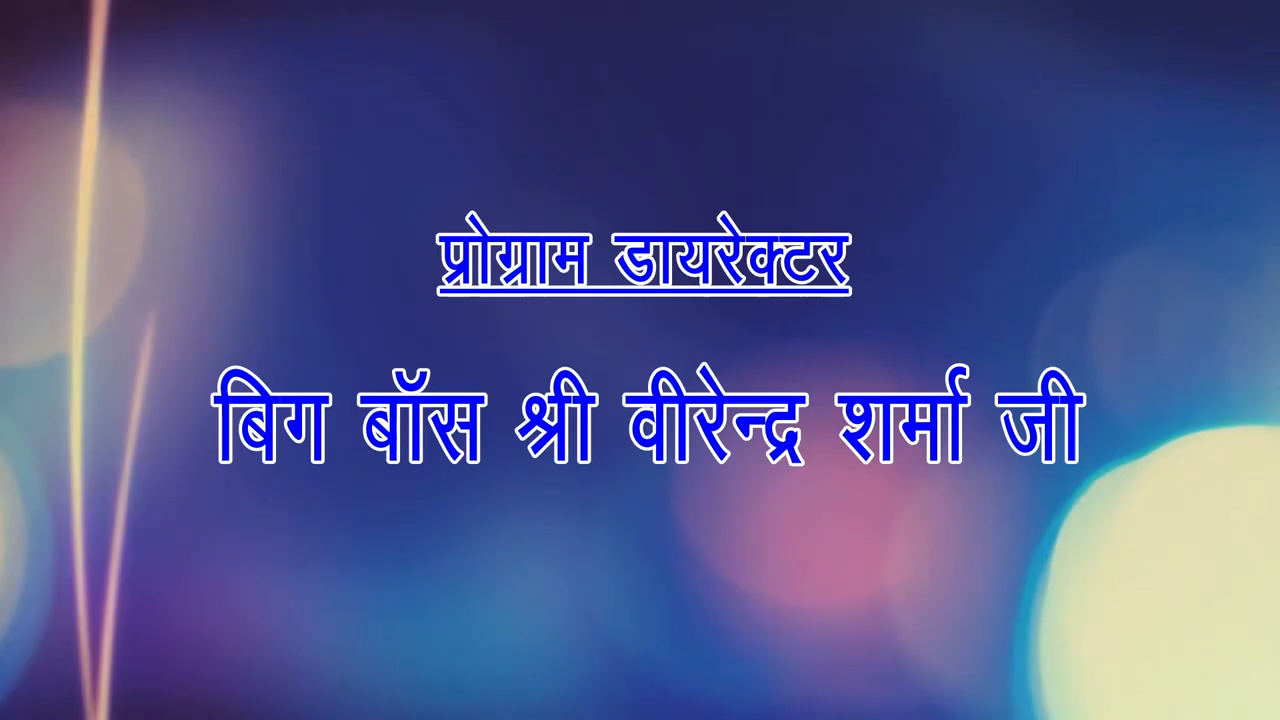 प्रोग्राम डायरेक्टर
बिग बॉस श्री वीरेन्द्र शर्मा जी